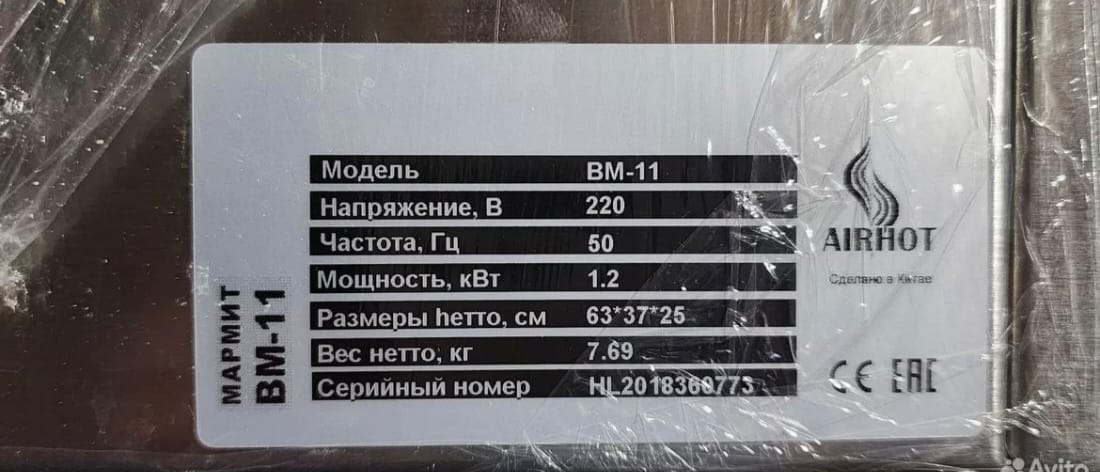 Модель BM-11
Напряжение, В 220
Частота, Гц 50
Мощность, кВт 1.2
Размеры hетто, см 63*37*25
Вес нетто, кг 7.69
Серийный номер HL2018360773
МАРМИТ
BM-11
AIRHOT
Сделано в Китае
CE EAC
Avito